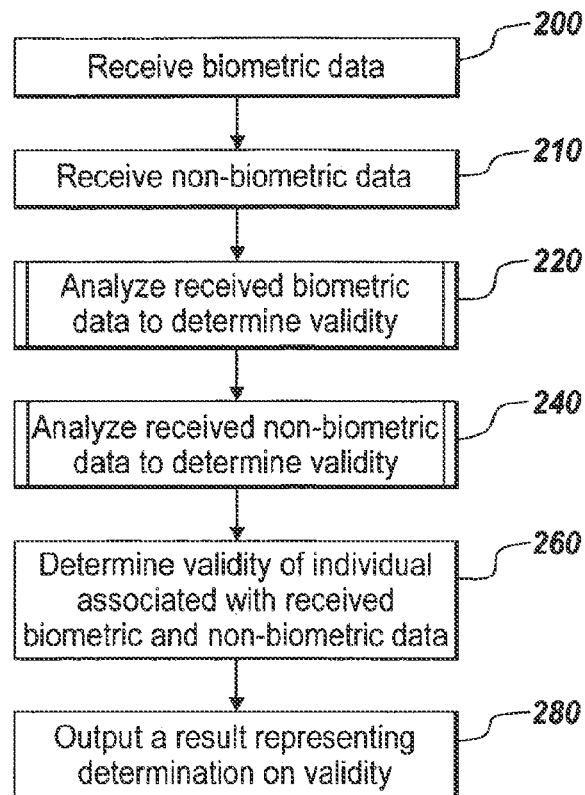 200
Receive biometric data
210
Receive non-biometric data
220
Analyze received biometric
data to determine validity
240
Analyze received non-biometric
data to determine validity
260
Determine validity of individual
associated with received
biometric and non-biometric data
280
Output a result representing
determination on validity